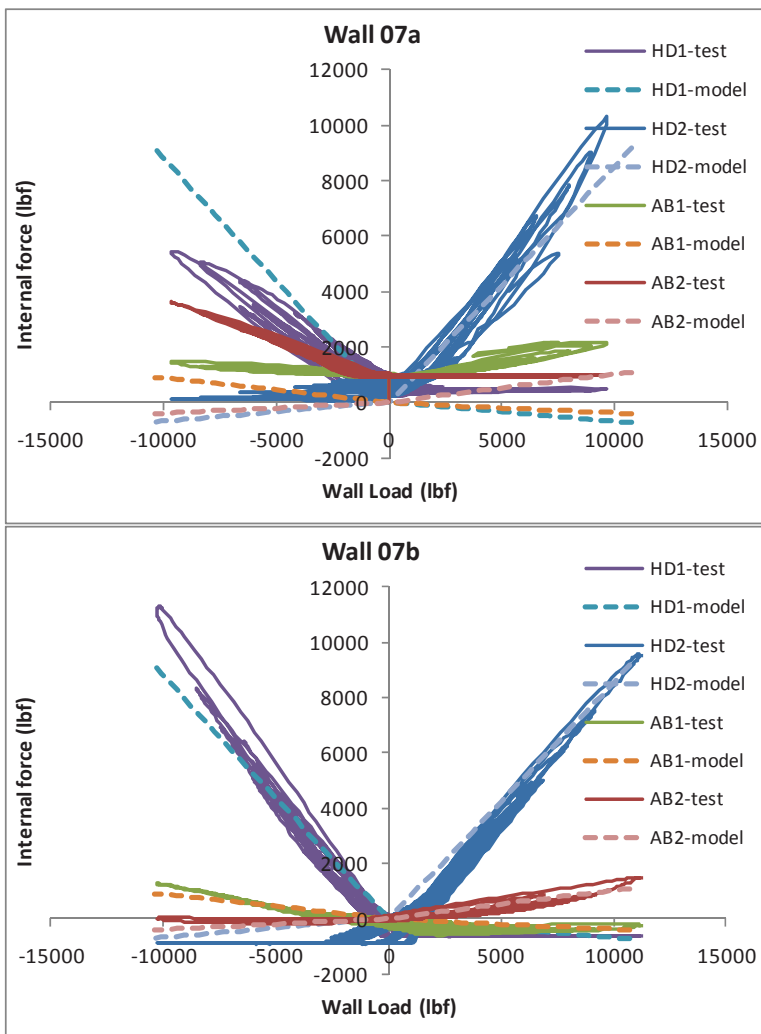 Wall 07a
12000
10000
8000
6000
4000
2000
0
-2000
-15000 -10000 -5000 0 5000 10000 15000
Internal force (lbf)
Wall Load (lbf)
HD1-test
HD1-model
HD2-test
HD2-model
AB1-test
AB1-model
AB2-test
AB2-model
Wall 07b
12000
10000
8000
6000
4000
2000
0
-2000
-15000 -10000 -5000 0 5000 10000 15000
Internal force (lbf)
Wall Load (lbf)
HD1-test
HD1-model
HD2-test
HD2-model
AB1-test
AB1-model
AB2-test
AB2-model